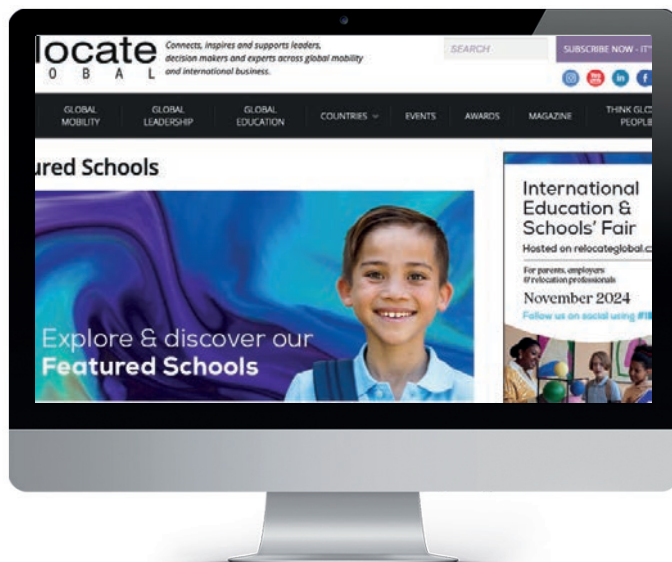 locate
O B A L
Connects, inspires and supports leaders,
decision makers and experts across global mobility
and international business.
SEARCH
SUBSCRIBE NOW - IT'
GLOBAL
MOBILITY
GLOBAL
LEADERSHIP
GLOBAL
EDUCATION
COUNTRIES
EVENTS
AWARDS
MAGAZINE
THINK GLO
PEOPLE
ured Schools
Explore & discover our
Featured Schools
International
Education &
Schools' Fair
Hosted on relocateglobal.c
For parents, employers
& relocation professionals
November 2024
Follow us on social using #IE